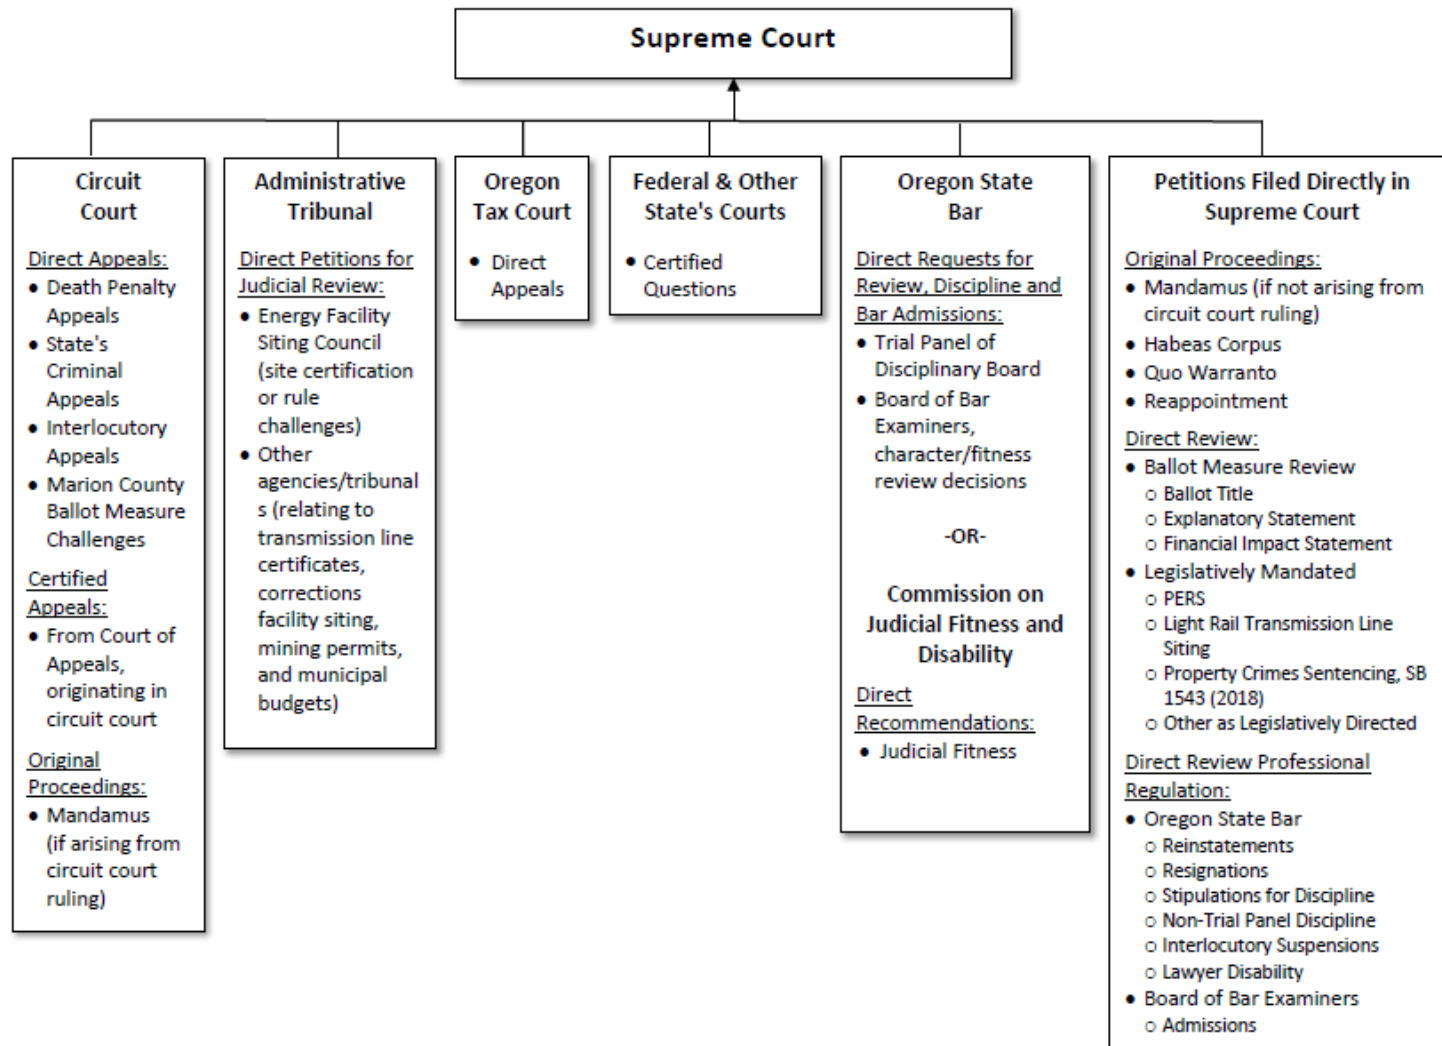 Supreme Court
Circuit
Court
Direct Appeals:
• Death Penalty
Appeals
• State's
Criminal
Appeals
• Interlocutory
Appeals
• Marion County
Ballot Measure
Challenges
Certified
Appeals:
• From Court of
Appeals,
originating in
circuit court
Original
Proceedings:
• Mandamus
(if arising from
circuit court
ruling)
Administrative
Tribunal
Direct Petitions for
Judicial Review:
• Energy Facility
Siting Council
(site certification
or rule
challenges)
• Other
agencies/tribunal
s (relating to
transmission line
certificates,
corrections
facility siting,
mining permits,
and municipal
budgets)
Oregon
Tax Court
• Direct
Appeals
Federal & Other
State's Courts
• Certified
Questions
Oregon State
Bar
Direct Requests for
Review, Discipline and
Bar Admissions:
• Trial Panel of
Disciplinary Board
• Board of Bar
Examiners,
character/fitness
review decisions
-OR-
Commission on
Judicial Fitness and
Disability
Direct
Recommendations:
• Judicial Fitness
Petitions Filed Directly in
Supreme Court
Original Proceedings:
• Mandamus (if not arising from
circuit court ruling)
• Habeas Corpus
• Quo Warranto
• Reappointment
Direct Review:
• Ballot Measure Review
○ Ballot Title
○ Explanatory Statement
○ Financial Impact Statement
• Legislatively Mandated
○ PERS
○ Light Rail Transmission Line
Siting
○ Property Crimes Sentencing, SB
1543 (2018)
○ Other as Legislatively Directed
Direct Review Professional
Regulation:
• Oregon State Bar
○ Reinstatements
○ Resignations
○ Stipulations for Discipline
○ Non-Trial Panel Discipline
○ Interlocutory Suspensions
○ Lawyer Disability
• Board of Bar Examiners
○ Admissions